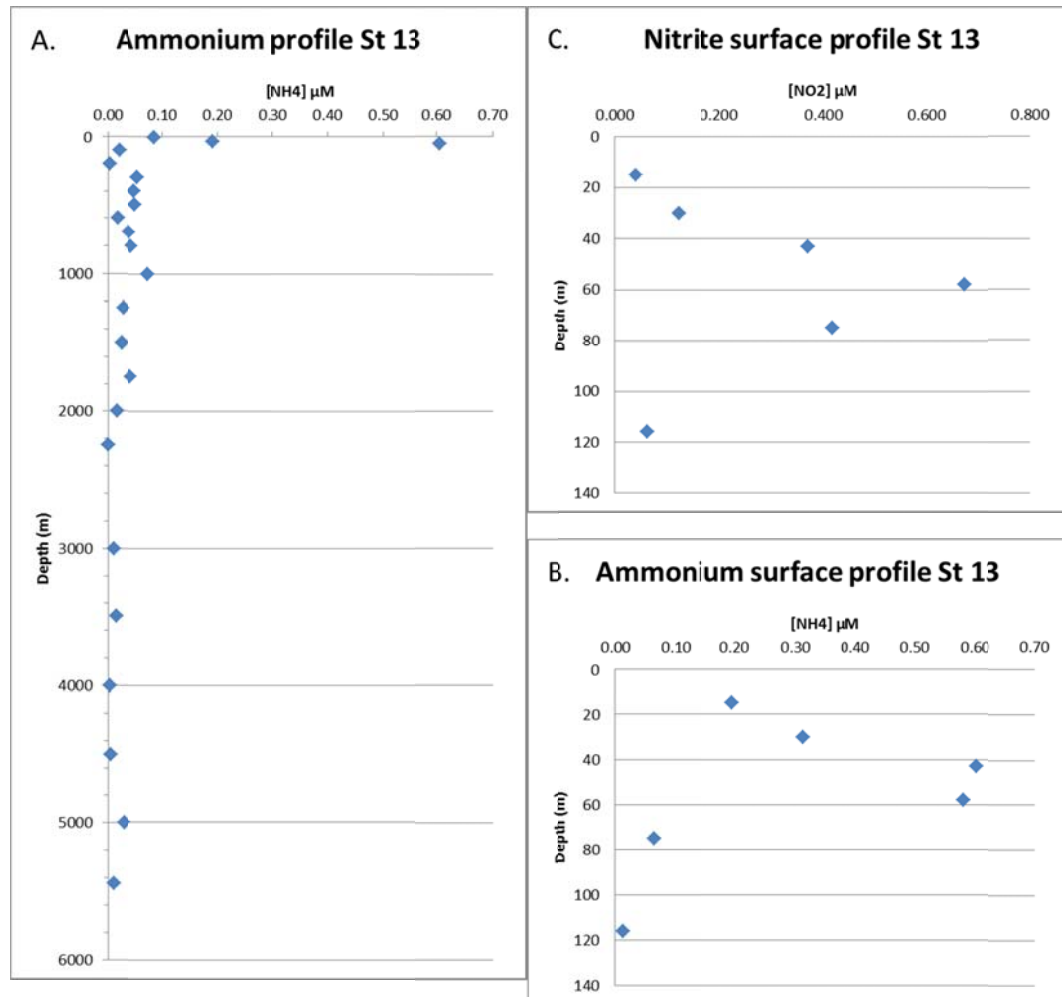 A. Ammonium profile St 13
[NH4] µM
0.00 0.10 0.20 0.30 0.40 0.50 0.60 0.70
0
1000
2000
3000
4000
5000
6000
Depth (m)
C. Nitrite surface profile St 13
[NO2] µM
0.000 0.200 0.400 0.600 0.800
0
20
40
60
80
100
120
140
Depth (m)
B. Ammonium surface profile St 13
[NH4] µM
0.00 0.10 0.20 0.30 0.40 0.50 0.60 0.70
0
20
40
60
80
100
120
140
Depth (m)